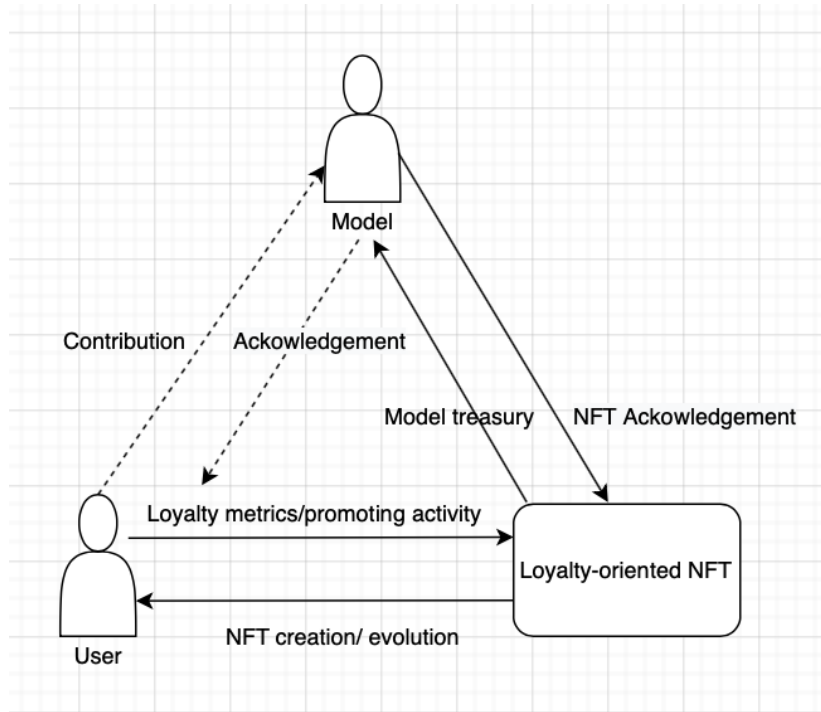 Model
Contribution
Ackowledgement
Model treasury
NFT Ackowledgement
Loyalty metrics/promoting activity
Loyalty-oriented NFT
NFT creation/ evolution
User